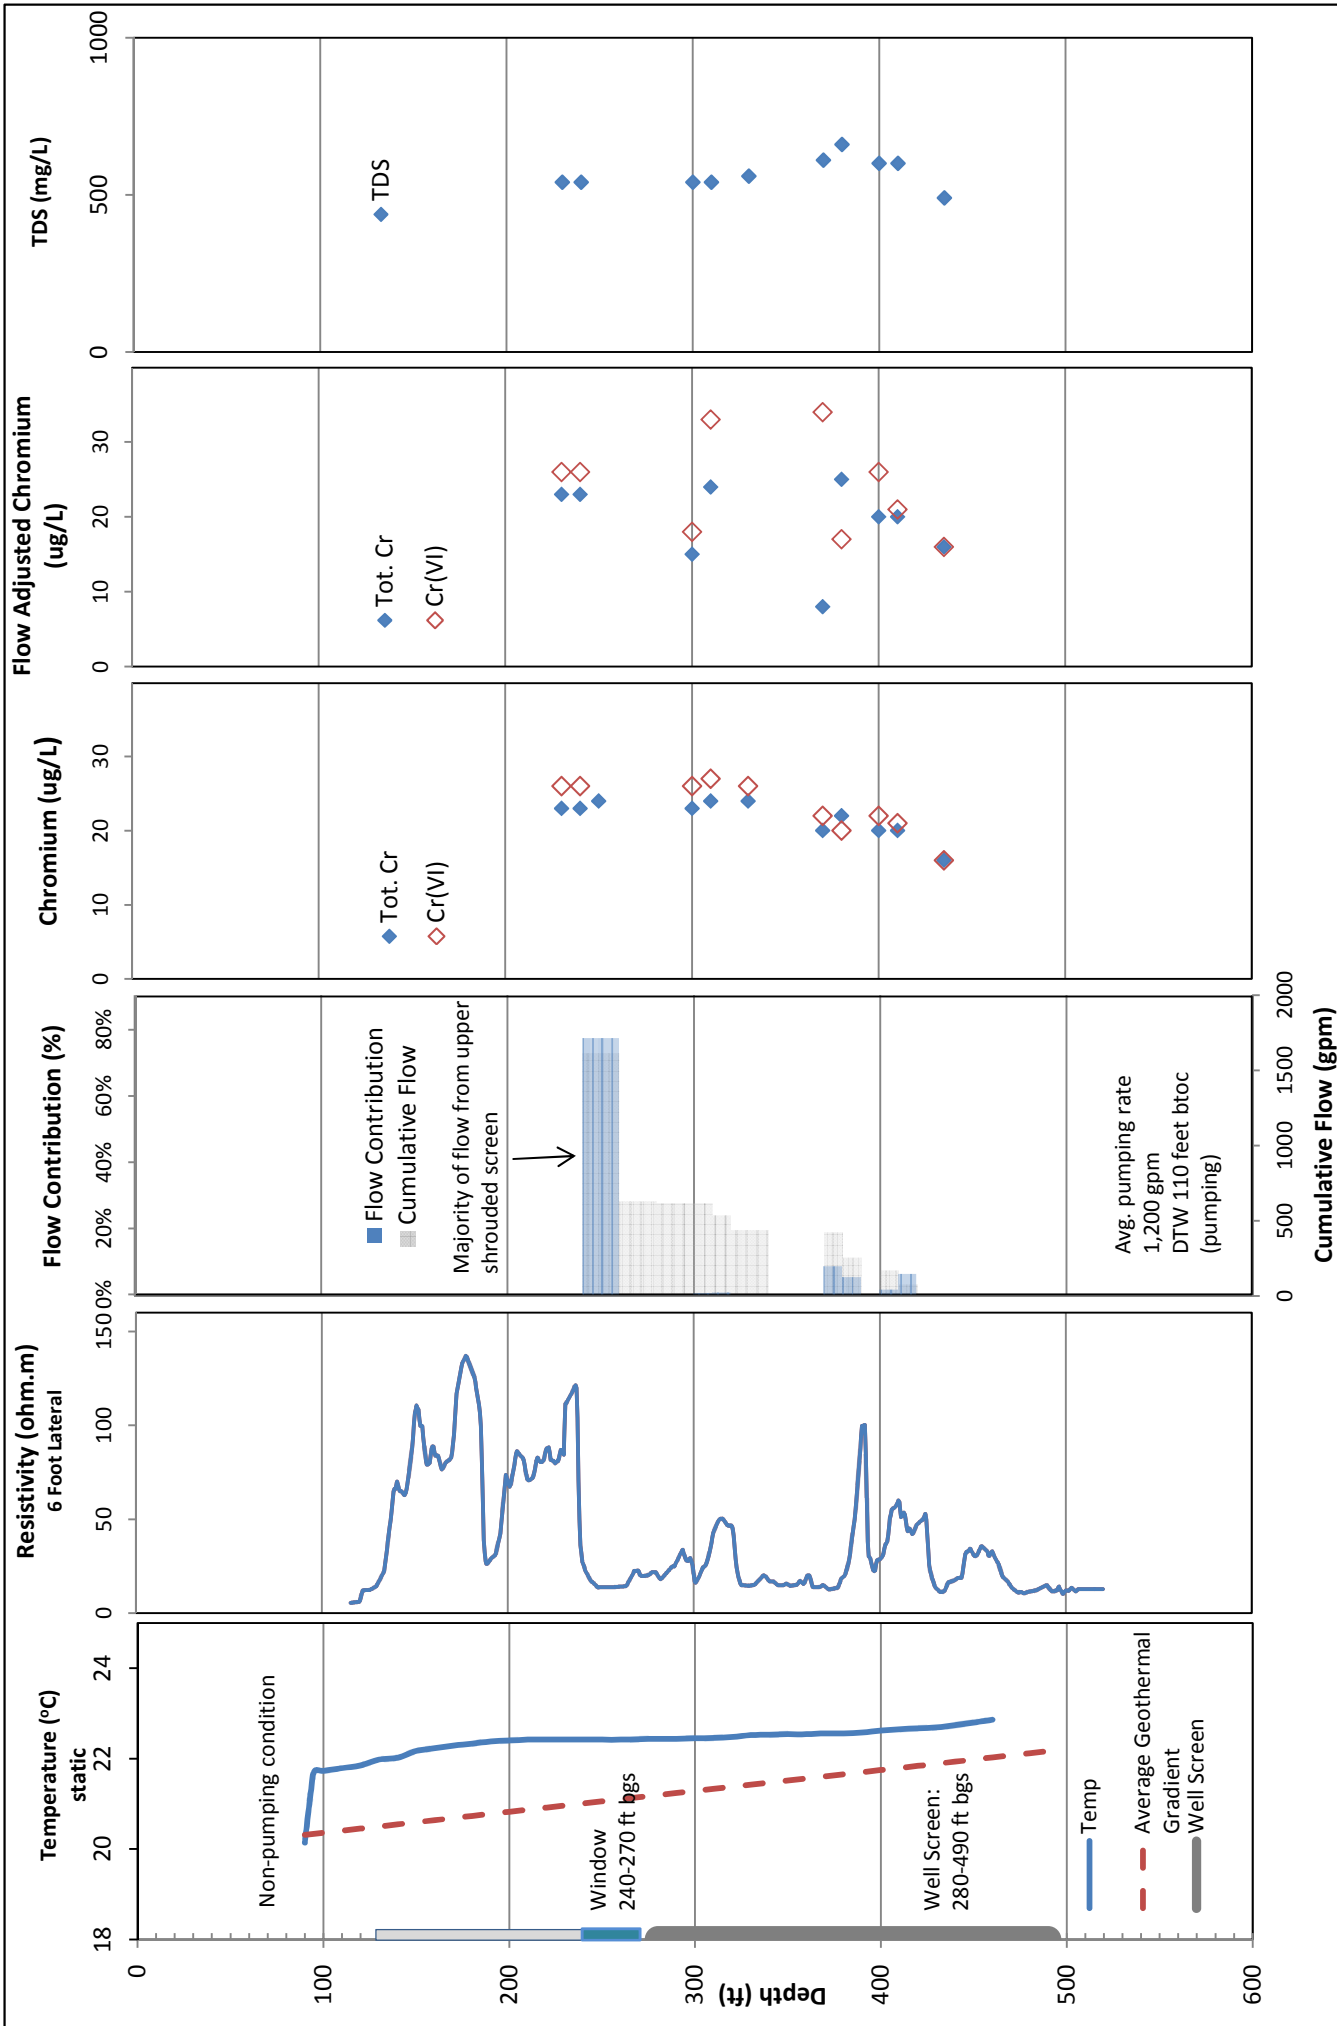 Temperature (ºC)
static
18
20
22
24
Non-pumping condition
Window
240-270 ft bgs
Well Screen:
280-490 ft bgs
Temp
Average Geothermal
Gradient
Well Screen
0
100
200
300
400
500
600
Depth (ft)
Resistivity (ohm.m)
6 Foot Lateral
0
50
100
150
Flow Contribution (%)
0%
20%
40%
60%
80%
Flow Contribution
Cumulative Flow
Majority of flow from upper
shrouded screen
Avg. pumping rate
1,200 gpm
DTW 110 feet btoc
(pumping)
0
500
1000
1500
2000
Cumulative Flow (gpm)
Chromium (ug/L)
0
10
20
30
Tot. Cr
Cr(VI)
Flow Adjusted Chromium
(ug/L)
0
10
20
30
Tot. Cr
Cr(VI)
TDS (mg/L)
0
500
1000
TDS